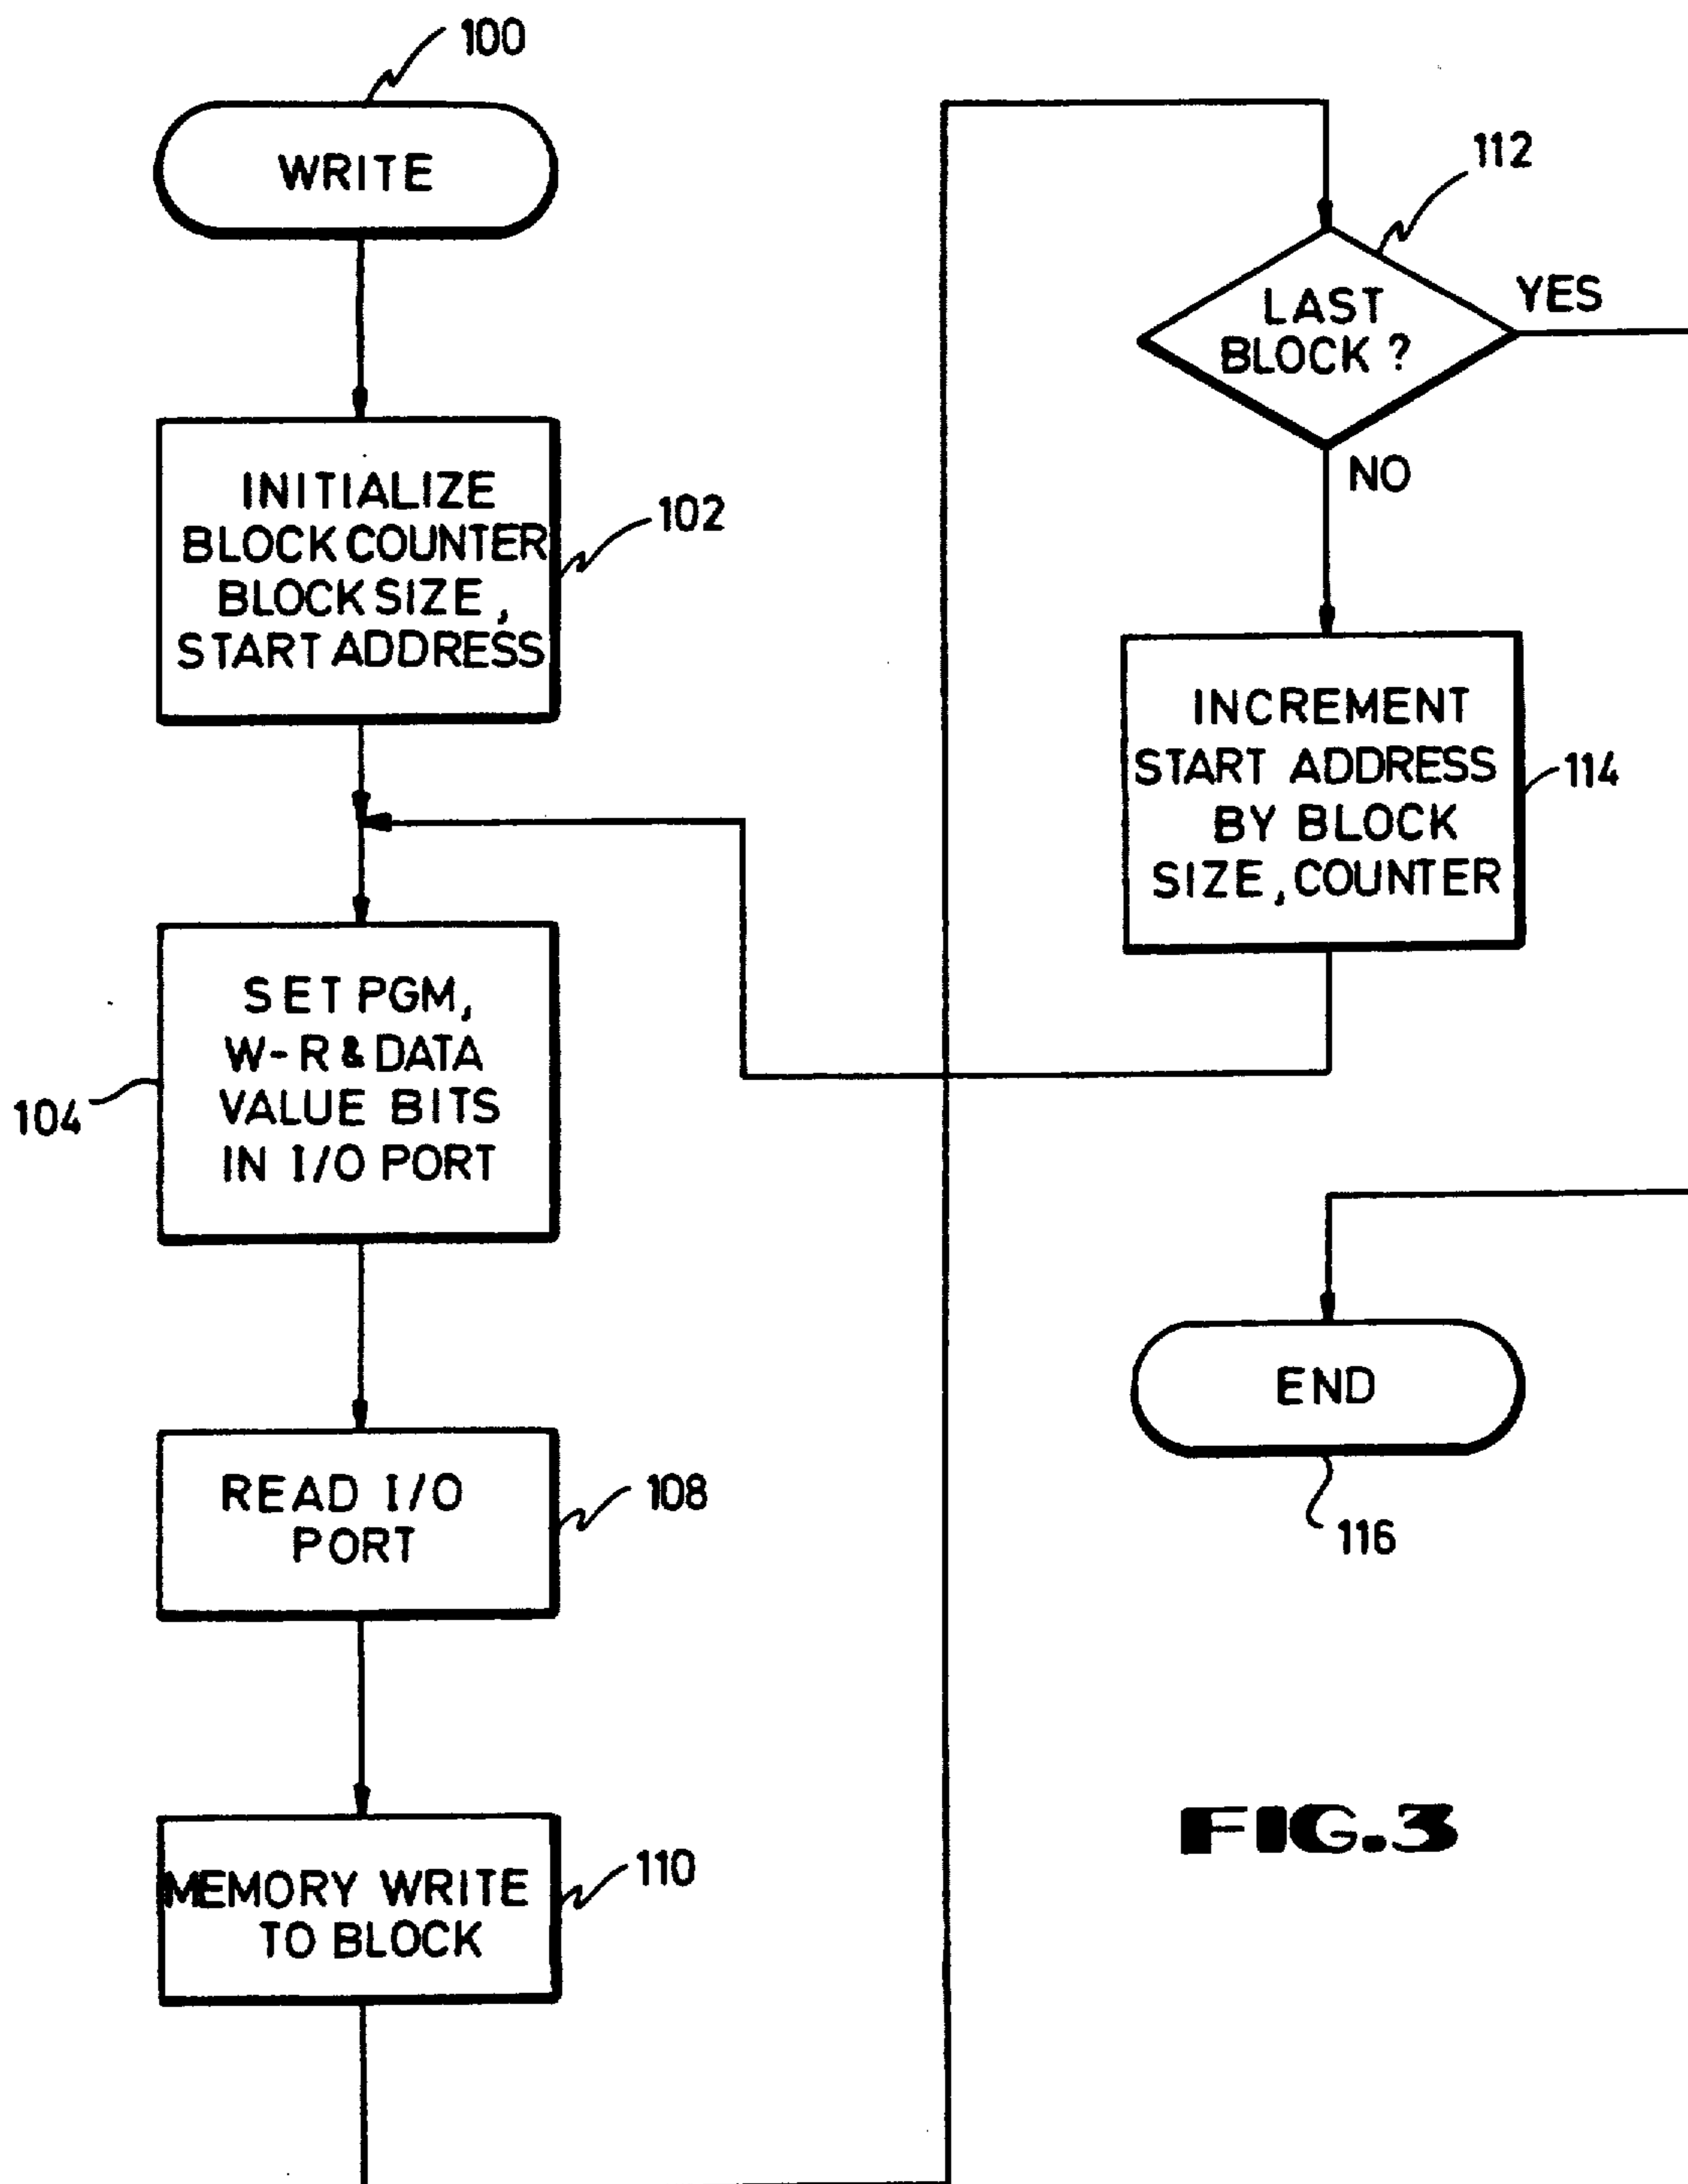 100
WRITE
INITIALIZE
BLOCK COUNTER
BLOCK SIZE,
START ADDRESS
102
SET PGM,
W-R & DATA
VALUE BITS
IN I/O PORT
104
READ I/O
PORT
108
MEMORY WRITE
TO BLOCK
110
112
LAST
BLOCK ?
YES
NO
INCREMENT
START ADDRESS
BY BLOCK
SIZE, COUNTER
114
END
116
FIG.3